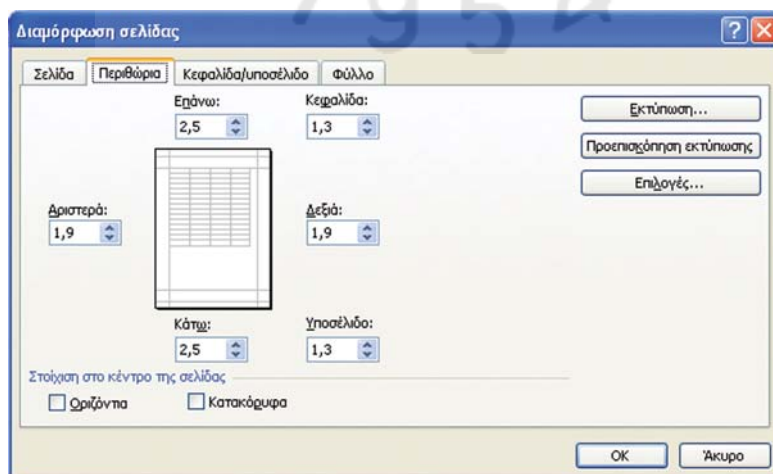 7954
Διαμόρφωση σελίδας
Σελίδα Περιθώρια Κεφαλίδα/υποσέλιδο Φύλλο
Επάνω: Κεφαλίδα:
2,5 1,3
Εκτύπωση...
Προεπισκόπηση εκτύπωσης
Επιλογές...
Αριστερά: Δεξιά:
1,9 1,9
Κάτω: Υποσέλιδο:
2,5 1,3
Στοίχιση στο κέντρο της σελίδας
Οριζόντια Κατακόρυφα
OK Άκυρο